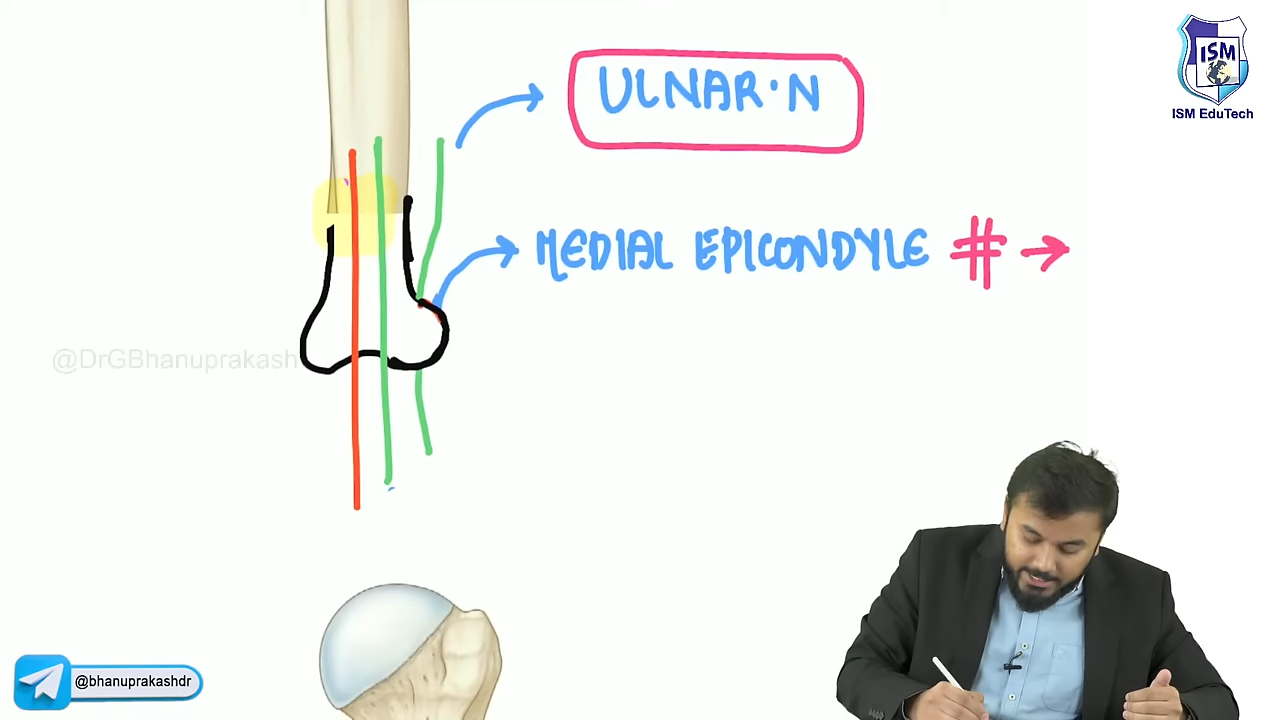 ISM
ISM EduTech
ULNAR·N
MEDIAL EPICONDYLE # →
@DrGBhanuprakash
@bhanuprakashdr